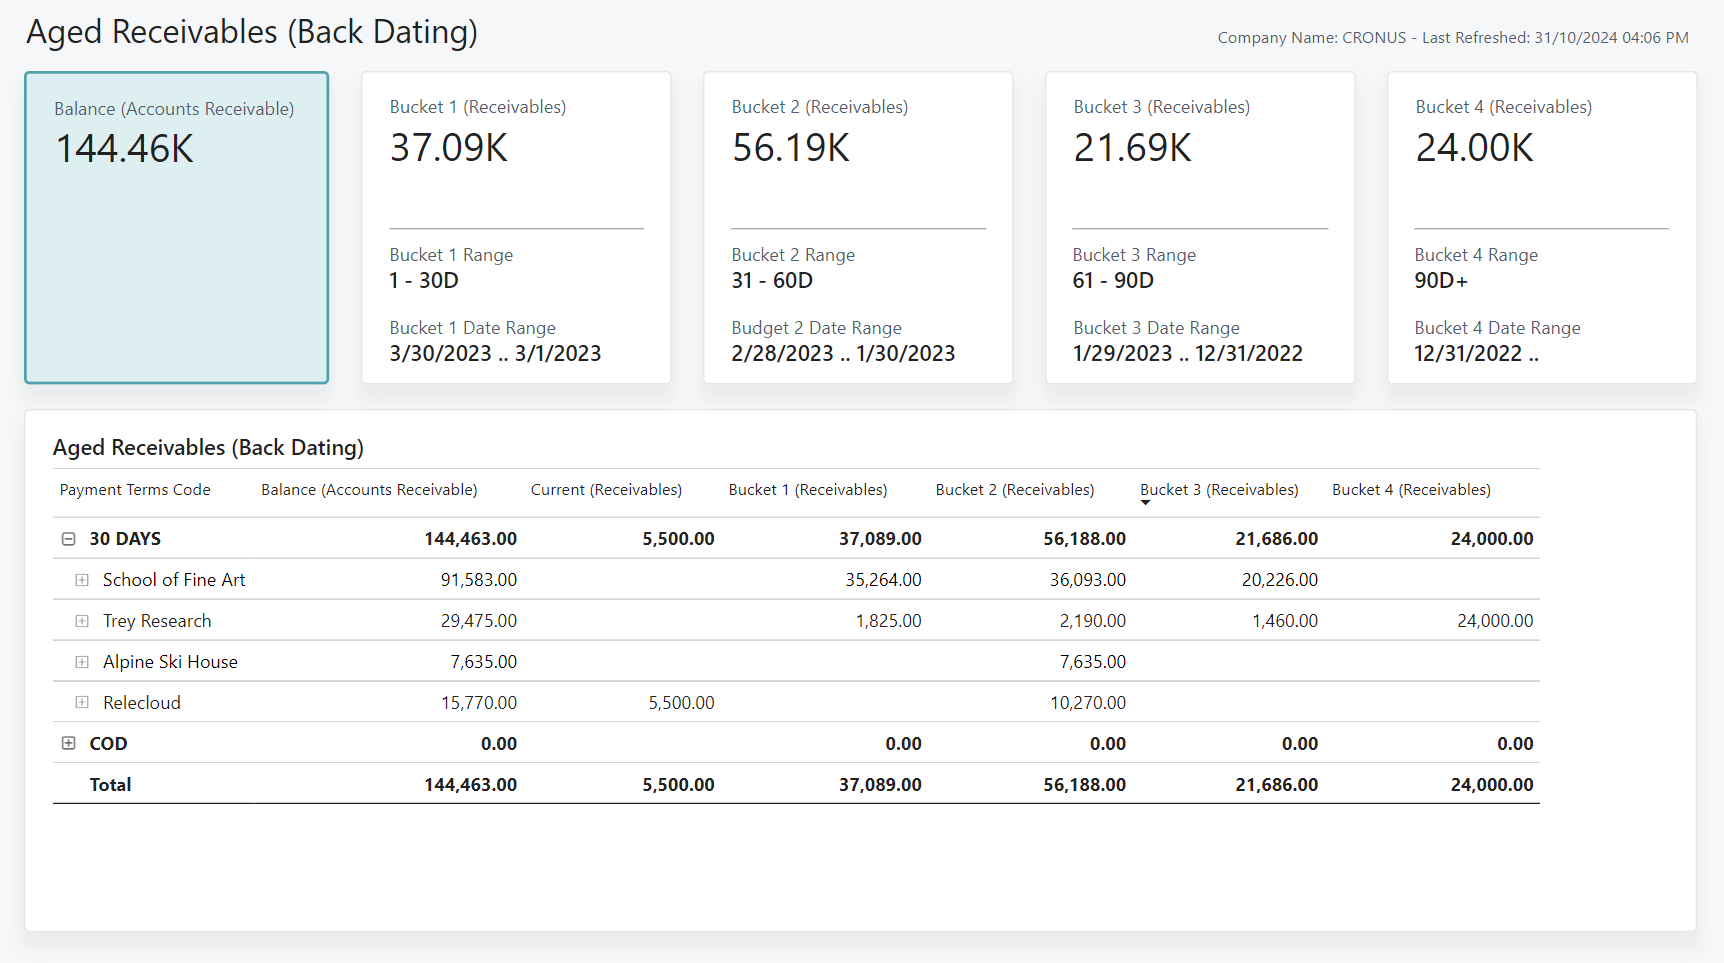 Aged Receivables (Back Dating)
Company Name: CRONUS - Last Refreshed: 31/10/2024 04:06 PM
Balance (Accounts Receivable)
144.46K
Bucket 1 (Receivables)
37.09K
Bucket 1 Range
1 - 30D
Bucket 1 Date Range
3/30/2023 .. 3/1/2023
Bucket 2 (Receivables)
56.19K
Bucket 2 Range
31 - 60D
Budget 2 Date Range
2/28/2023 .. 1/30/2023
Bucket 3 (Receivables)
21.69K
Bucket 3 Range
61 - 90D
Bucket 3 Date Range
1/29/2023 .. 12/31/2022
Bucket 4 (Receivables)
24.00K
Bucket 4 Range
90D+
Bucket 4 Date Range
12/31/2022 ..
Aged Receivables (Back Dating)
Payment Terms Code Balance (Accounts Receivable) Current (Receivables) Bucket 1 (Receivables) Bucket 2 (Receivables) Bucket 3 (Receivables) Bucket 4 (Receivables)
30 DAYS 144,463.00 5,500.00 37,089.00 56,188.00 21,686.00 24,000.00
School of Fine Art 91,583.00 35,264.00 36,093.00 20,226.00
Trey Research 29,475.00 1,825.00 2,190.00 1,460.00 24,000.00
Alpine Ski House 7,635.00 7,635.00
Relecloud 15,770.00 5,500.00 10,270.00
COD 0.00 0.00 0.00 0.00 0.00
Total 144,463.00 5,500.00 37,089.00 56,188.00 21,686.00 24,000.00